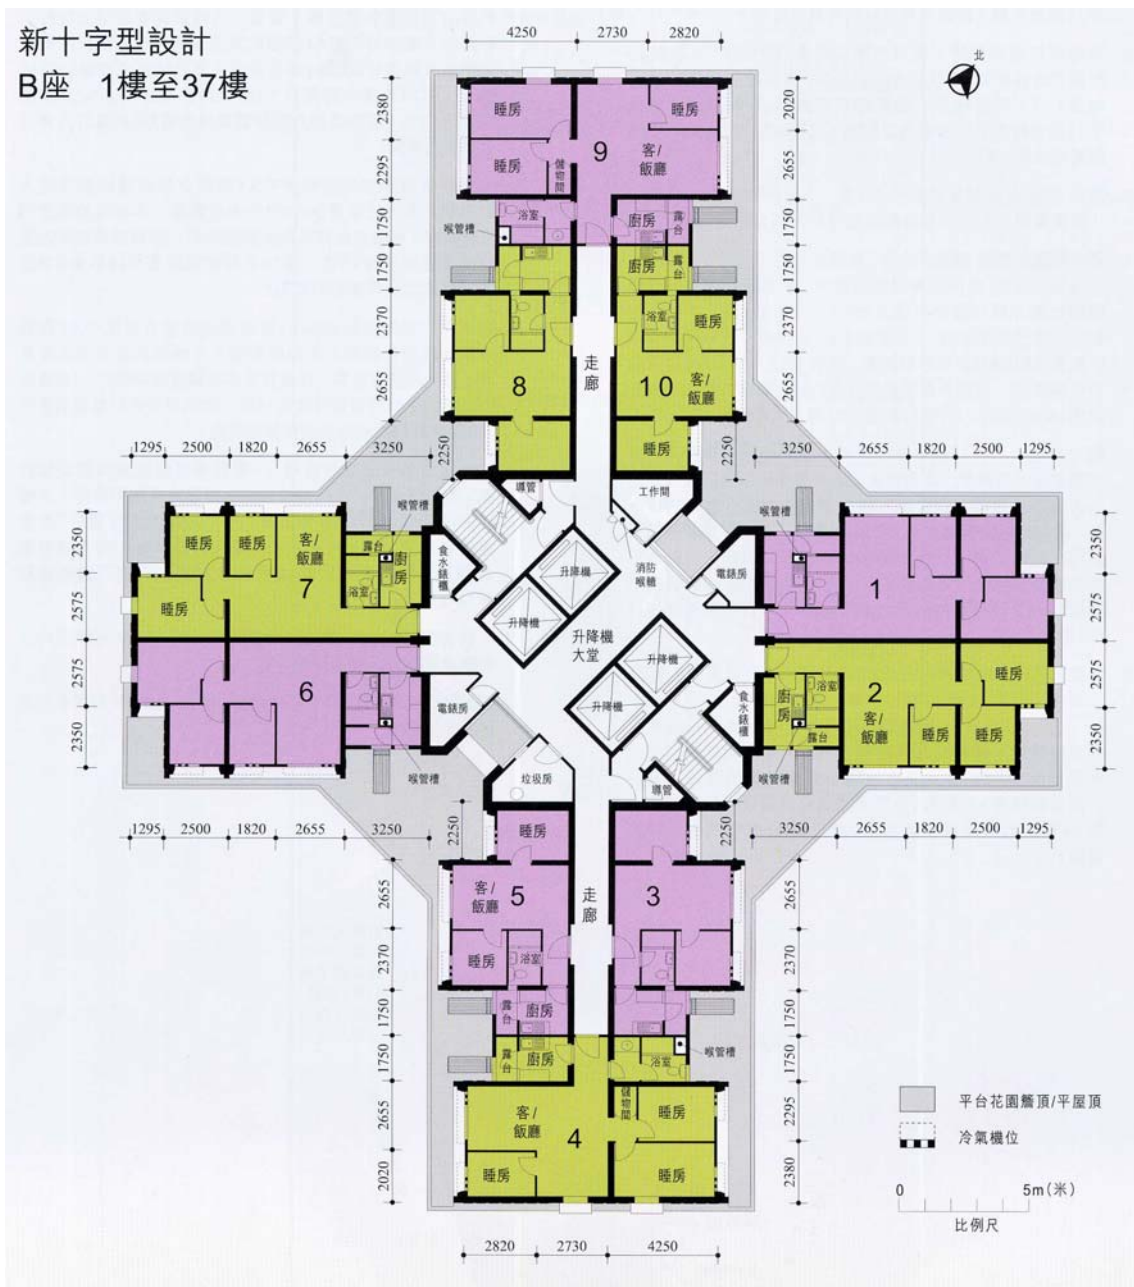 新十字型設計
B座 1樓至37樓
北
4250 2730 2820
2380
2295
1750
1750
2370
2655
2250
2020
2655
1750
1750
2370
2655
2250
睡房
睡房
9
客/
飯廳
睡房
睡房
儲物間
浴室
喉管槽
廚房
露台
廚房
露台
浴室
睡房
8
走廊
10
客/
飯廳
睡房
1295 2500 1820 2655 3250
3250 2655 1820 2500 1295
2350
2575
2575
2350
2350
2575
2575
2350
導管
工作間
喉管槽
喉管槽
睡房
睡房
客/
飯廳
露台
廚房
浴室
7
睡房
食水錶櫃
升降機
消防喉轆
電錶房
1
升降機
升降機
大堂
升降機
升降機
6
電錶房
食水錶櫃
廚房
浴室
2
客/
飯廳
睡房
睡房
睡房
露台
喉管槽
垃圾房
導管
喉管槽
1295 2500 1820 2655 3250
3250 2655 1820 2500 1295
2250
2655
2370
1750
1750
2655
2020
2250
2655
2370
1750
1750
2295
2380
睡房
客/
飯廳
5
走廊
3
睡房
浴室
露台
廚房
露台
廚房
浴室
喉管槽
客/
飯廳
儲物間
睡房
4
睡房
睡房
2820 2730 4250
平台花園簷頂/平屋頂
冷氣機位
0 5m(米)
比例尺